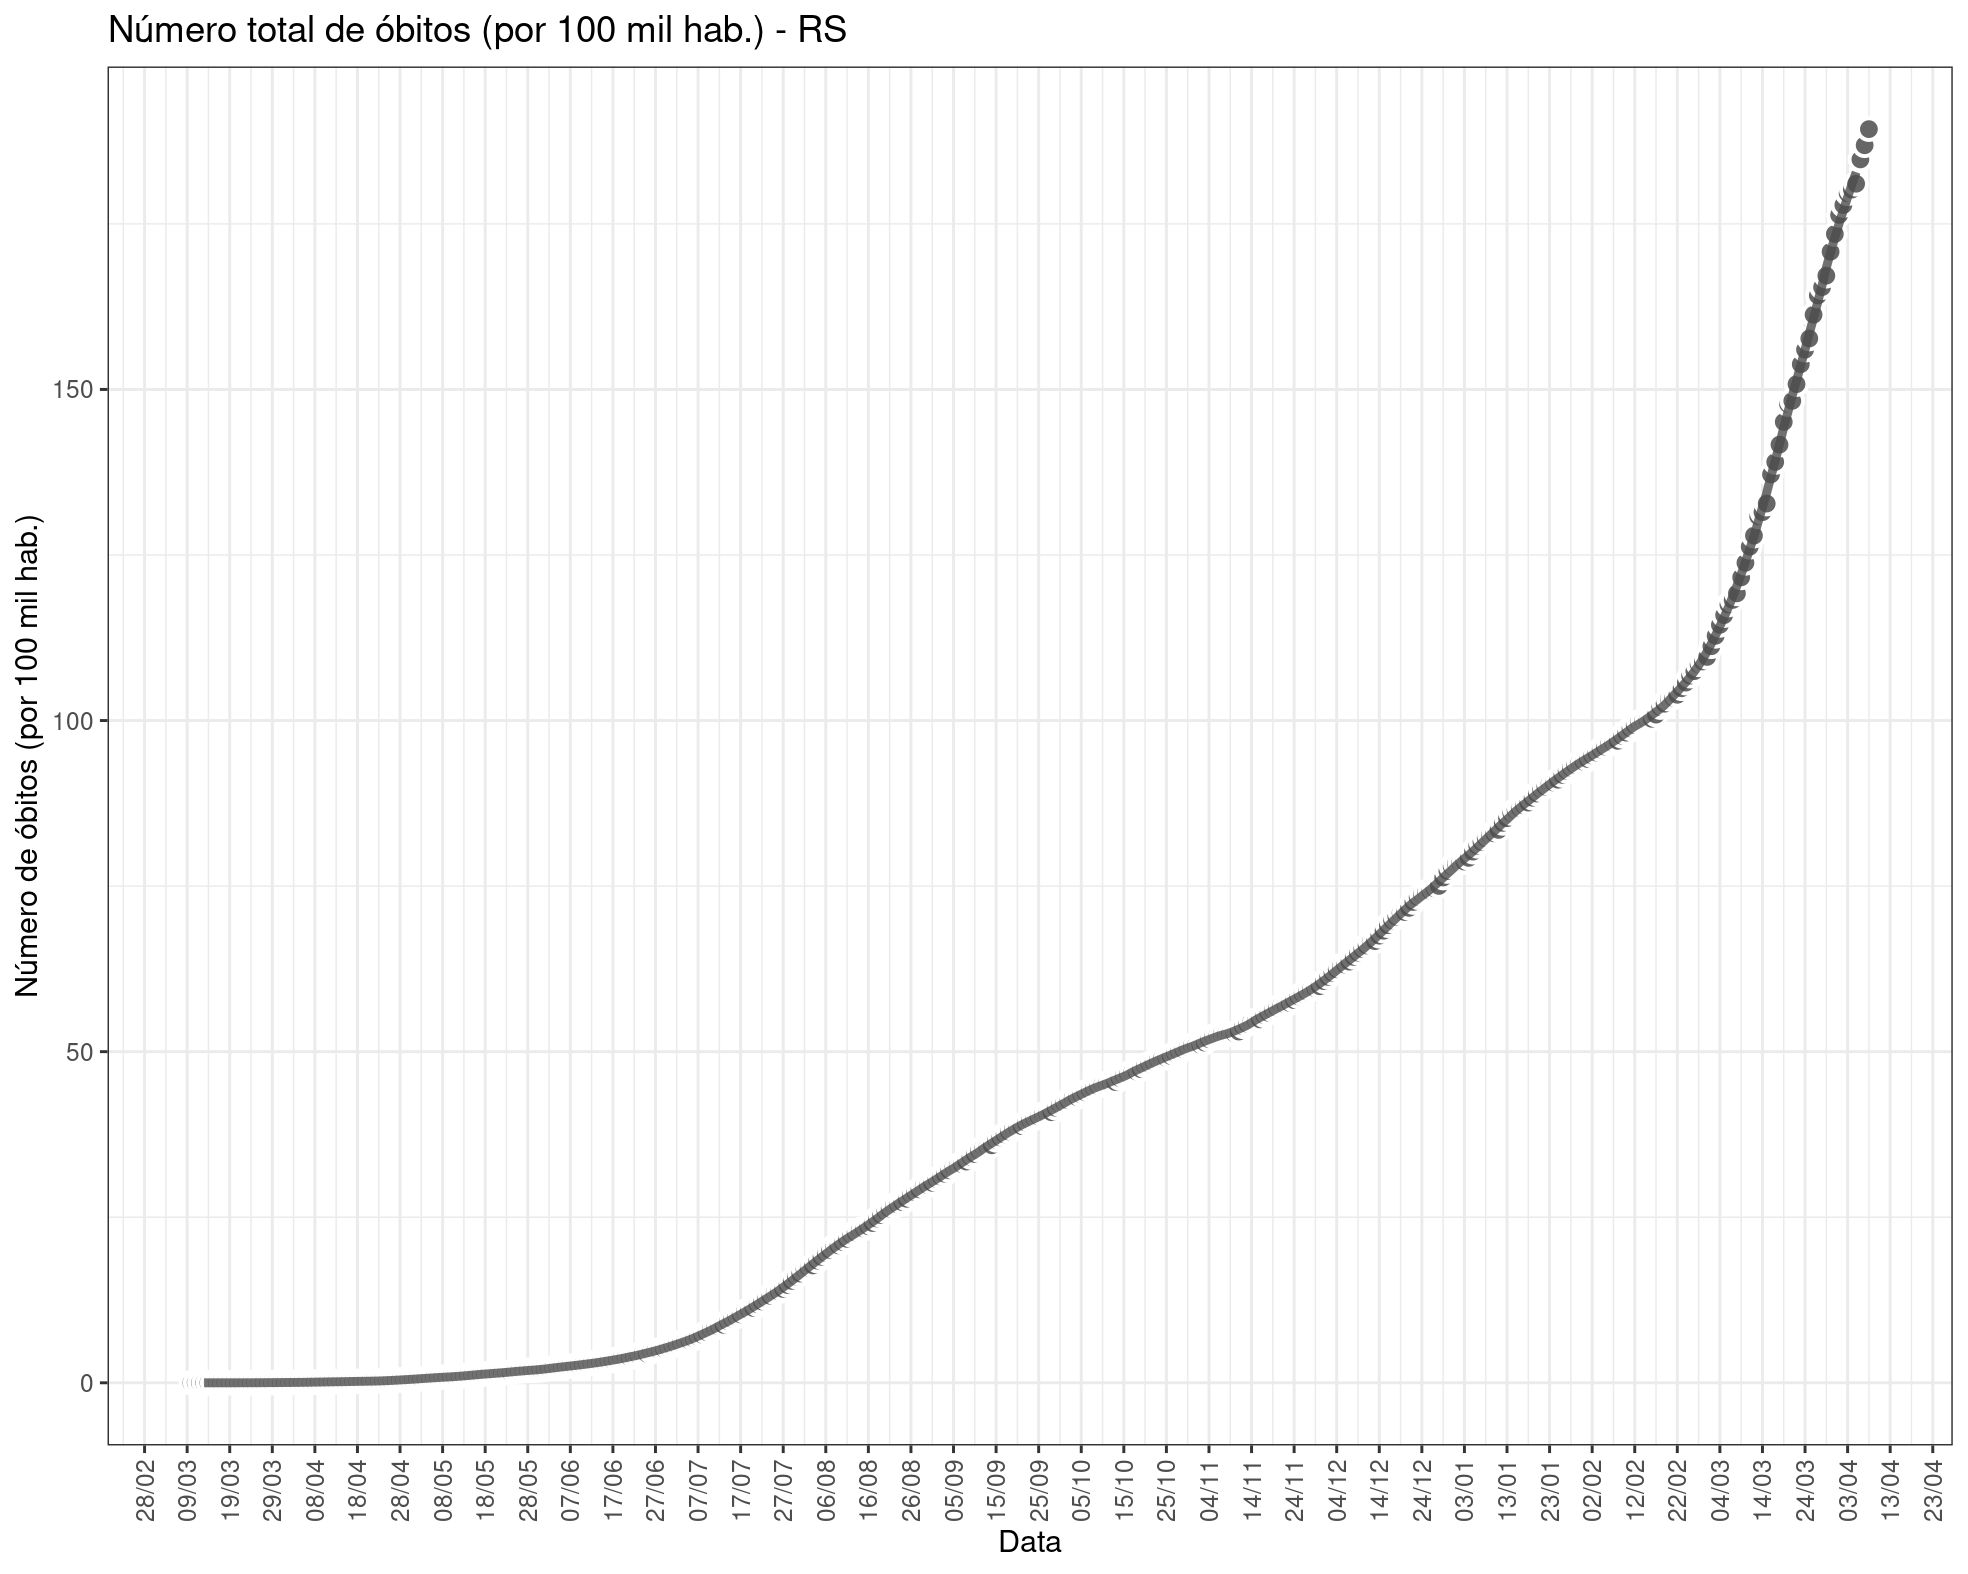 Número total de óbitos (por 100 mil hab.) - RS
Número de óbitos (por 100 mil hab.)
150
100
50
0
28/02 09/03 19/03 29/03 08/04 18/04 28/04 08/05 18/05 28/05 07/06 17/06 27/06 07/07 17/07 27/07 06/08 16/08 26/08 05/09 15/09 25/09 05/10 15/10 25/10 04/11 14/11 24/11 04/12 14/12 24/12 03/01 13/01 23/01 02/02 12/02 22/02 04/03 14/03 24/03 03/04 13/04 23/04
Data